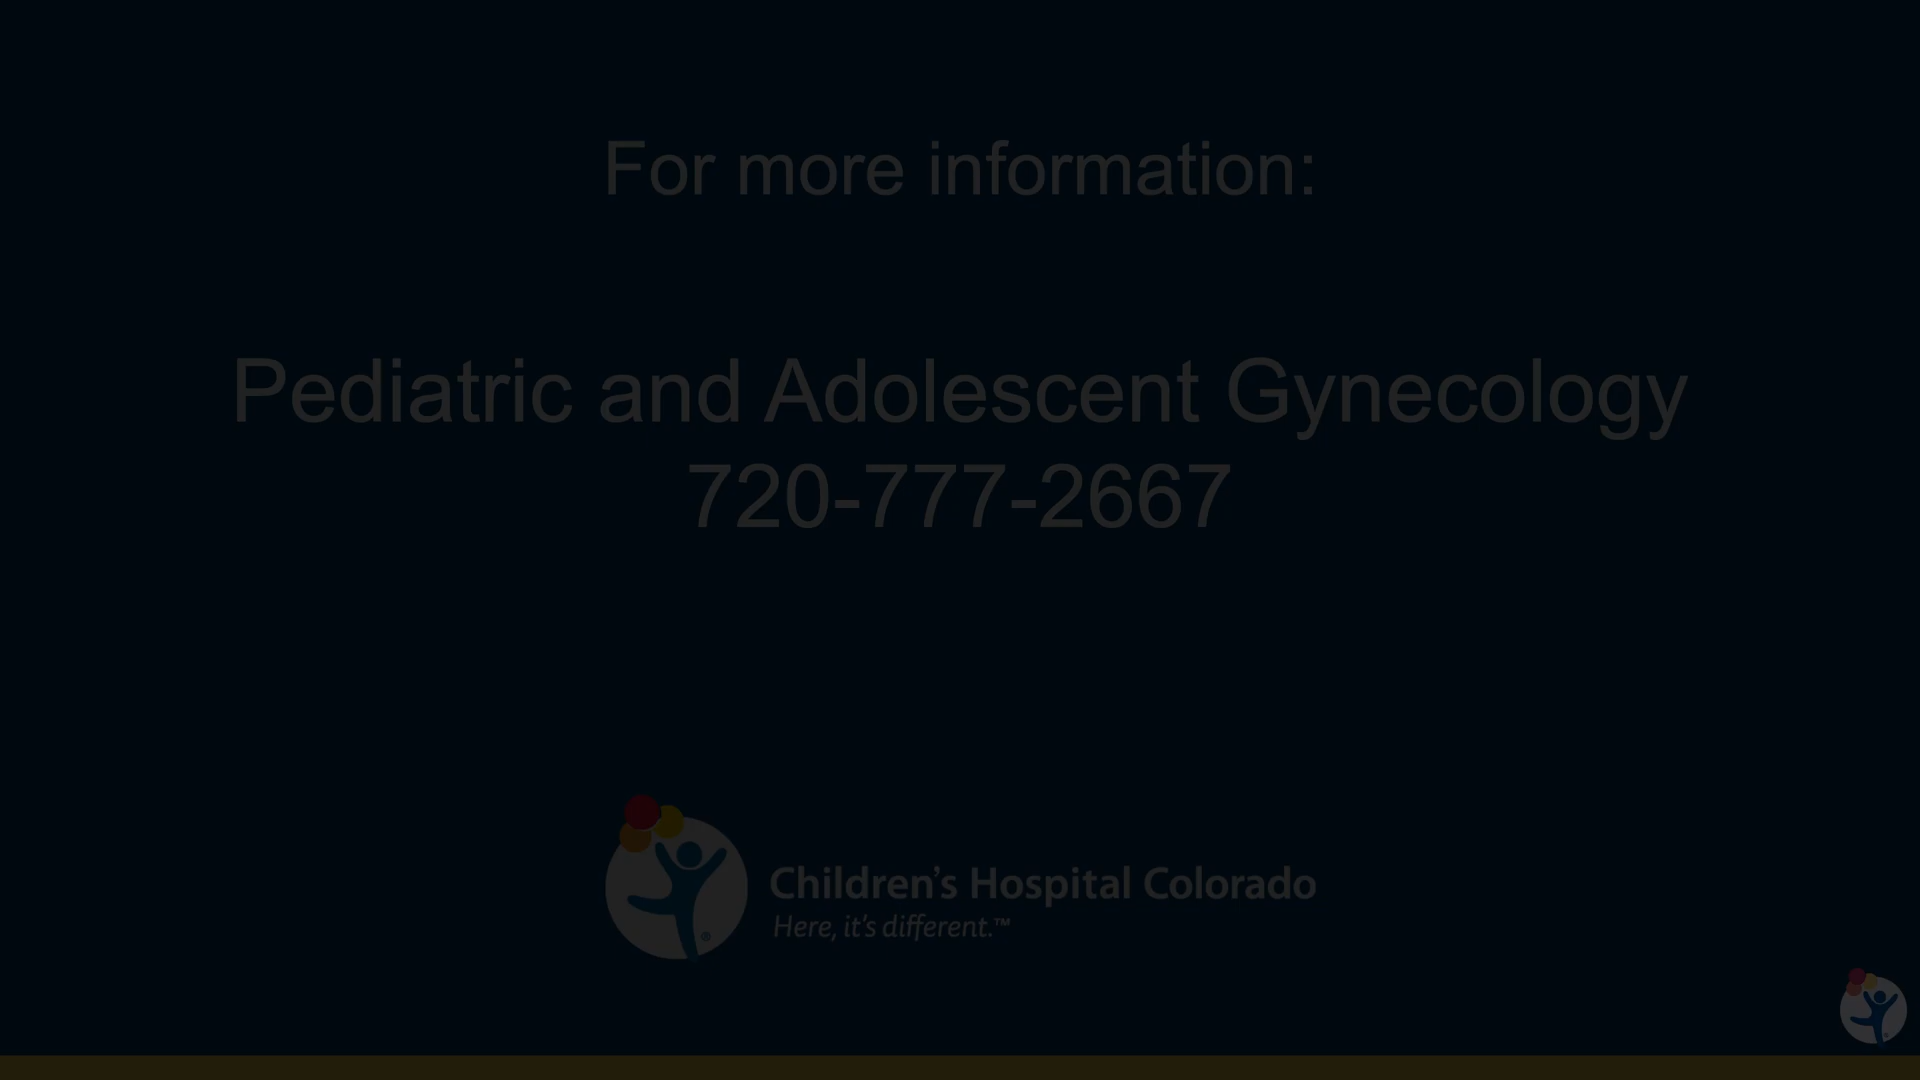 For more information:
Pediatric and Adolescent Gynecology
720-777-2667
Children's Hospital Colorado
Here, it's different.™
®